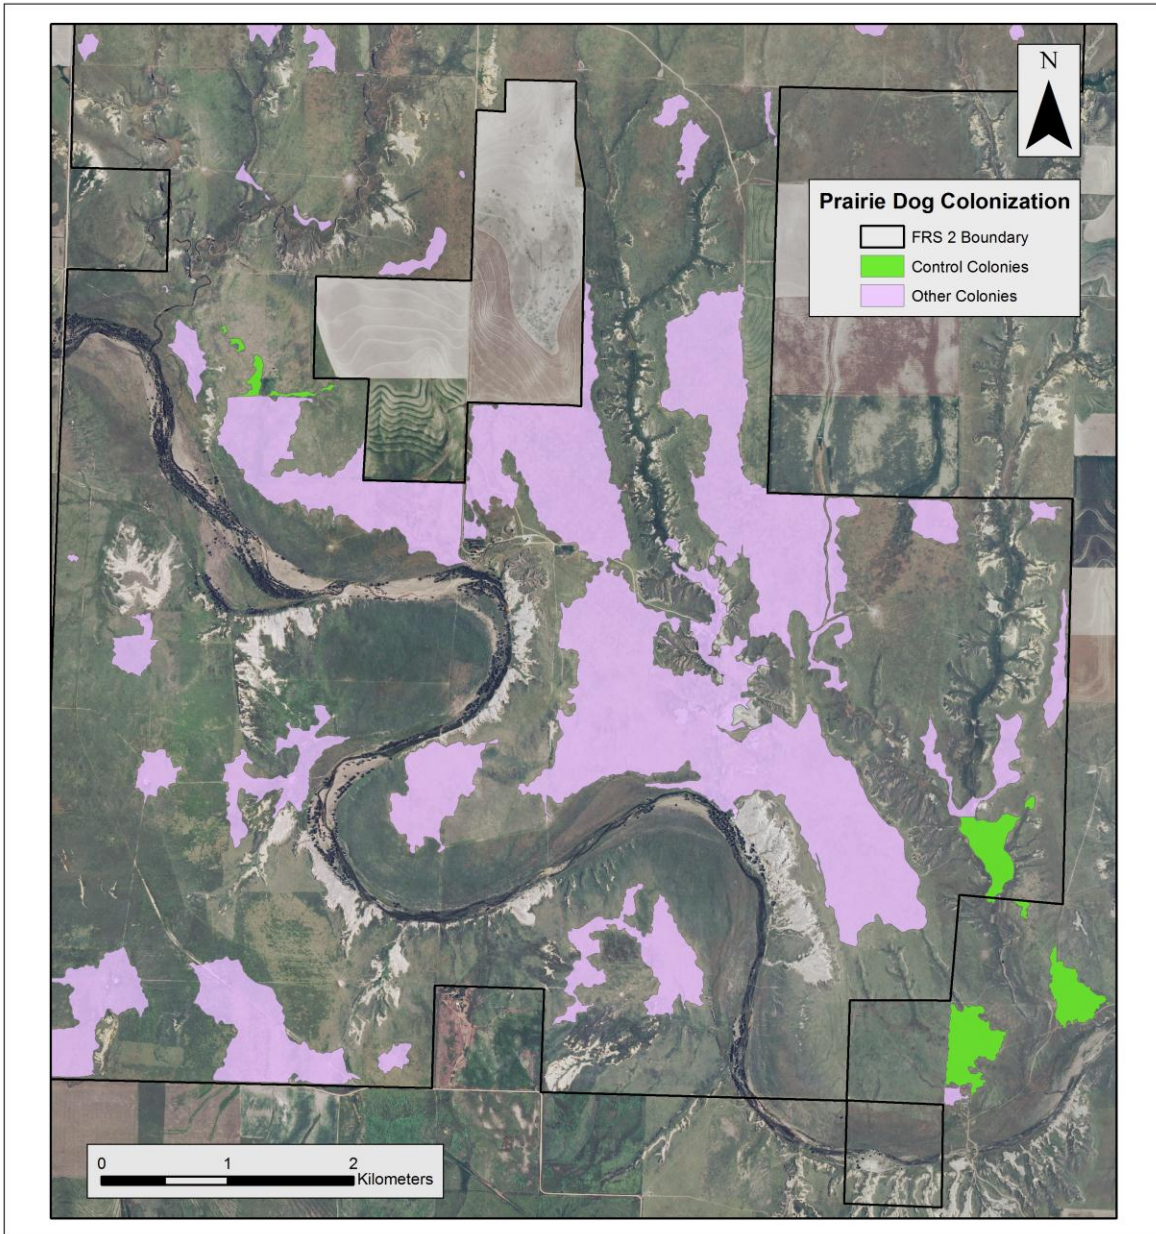 N
Prairie Dog Colonization
FRS 2 Boundary
Control Colonies
Other Colonies
0 1 2
Kilometers